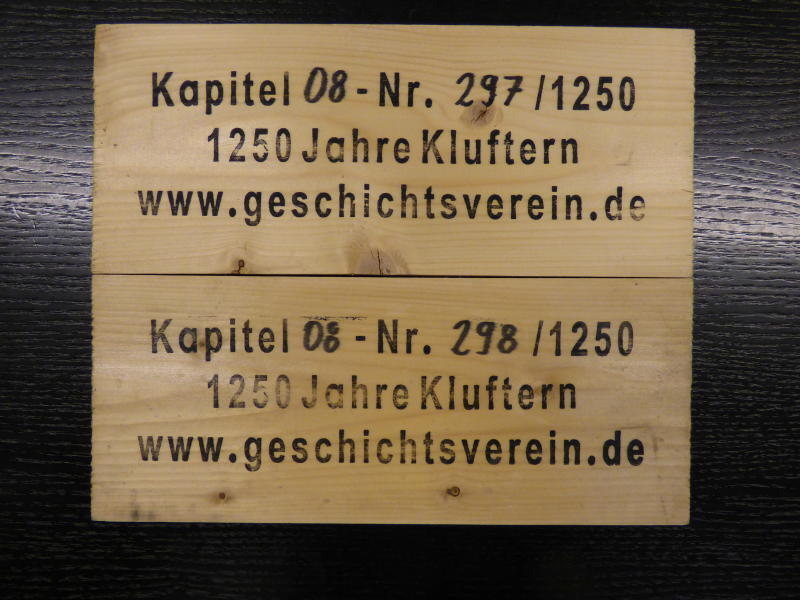 Kapitel 08 - Nr. 297 / 1250
1250 Jahre Kluftern
www.geschichtsverein.de
Kapitel 08 - Nr. 298 / 1250
1250 Jahre Kluftern
www.geschichtsverein.de